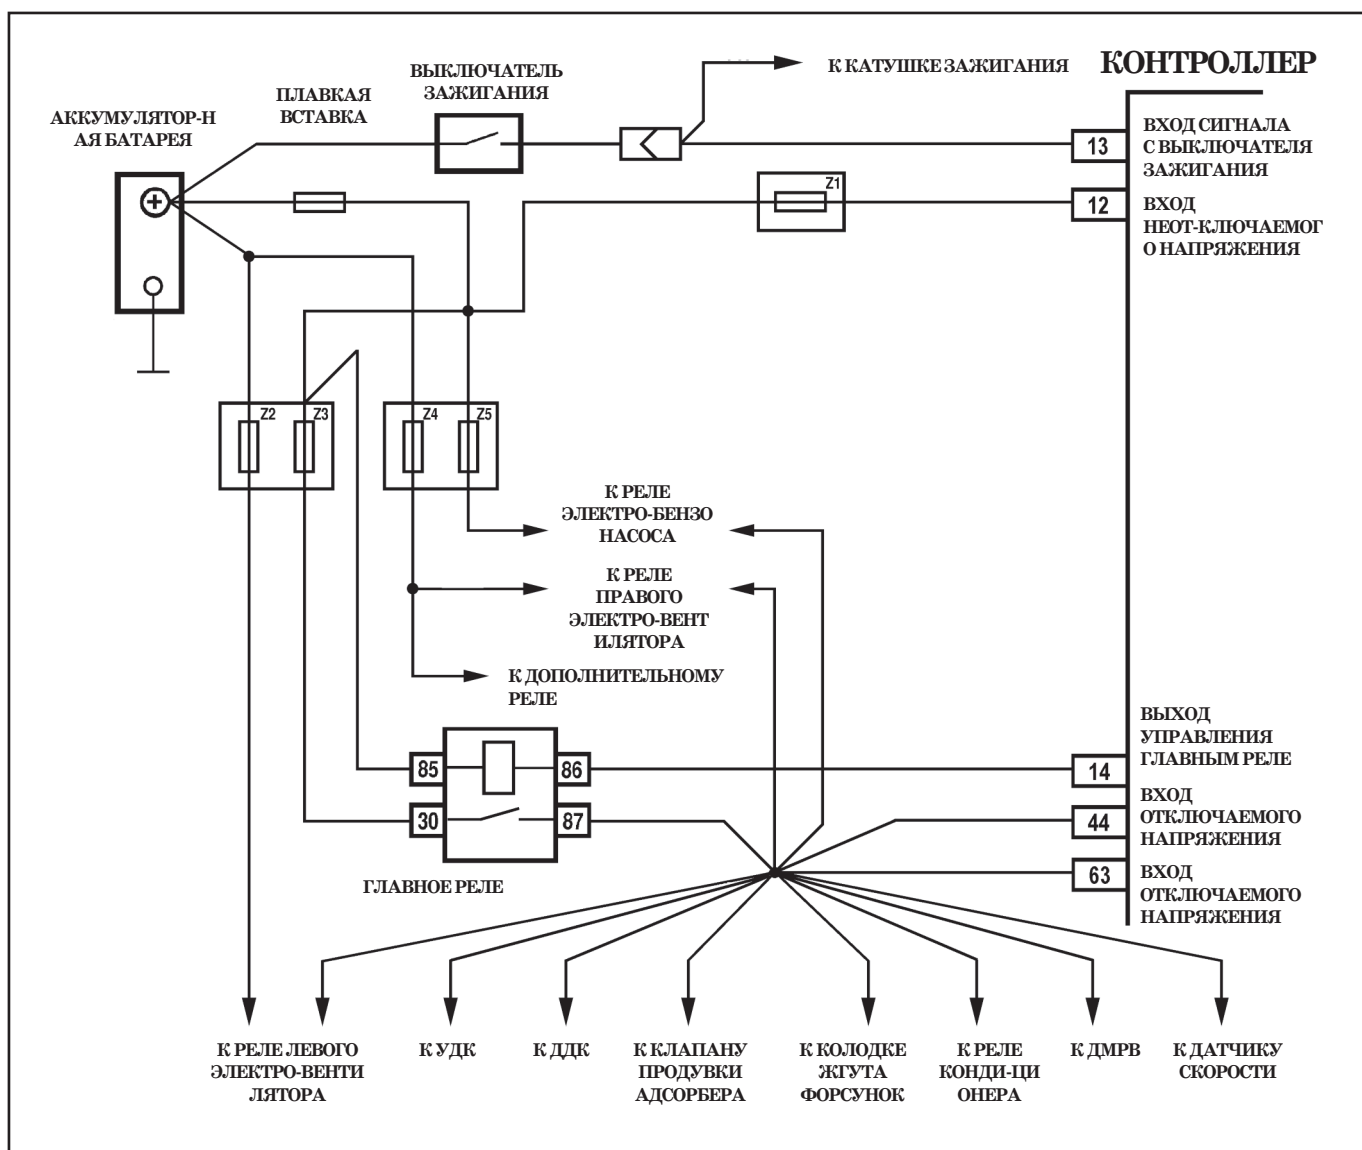 К КАТУШКЕ ЗАЖИГАНИЯ
КОНТРОЛЛЕР
ВЫКЛЮЧАТЕЛЬ
ЗАЖИГАНИЯ
ПЛАВКАЯ
ВСТАВКА
АККУМУЛЯТОР-Н
АЯ БАТАРЕЯ
+
13
ВХОД СИГНАЛА
С ВЫКЛЮЧАТЕЛЯ
ЗАЖИГАНИЯ
Z1
12
ВХОД
НЕОТ-КЛЮЧАЕМОГ
О НАПРЯЖЕНИЯ
Z2
Z3
Z4
Z5
К РЕЛЕ
ЭЛЕКТРО-БЕНЗО
НАСОСА
К РЕЛЕ
ПРАВОГО
ЭЛЕКТРО-ВЕНТ
ИЛЯТОРА
К ДОПОЛНИТЕЛЬНОМУ
РЕЛЕ
85
86
30
87
ГЛАВНОЕ РЕЛЕ
14
ВЫХОД
УПРАВЛЕНИЯ
ГЛАВНЫМ РЕЛЕ
44
ВХОД
ОТКЛЮЧАЕМОГО
НАПРЯЖЕНИЯ
63
ВХОД
ОТКЛЮЧАЕМОГО
НАПРЯЖЕНИЯ
К РЕЛЕ ЛЕВОГО
ЭЛЕКТРО-ВЕНТИ
ЛЯТОРА
К УДК
К ДДК
К КЛАПАНУ
ПРОДУВКИ
АДСОРБЕРА
К КОЛОДКЕ
ЖГУТА
ФОРСУНОК
К РЕЛЕ
КОНДИ-ЦИ
ОНЕРА
К ДМРВ
К ДАТЧИКУ
СКОРОСТИ